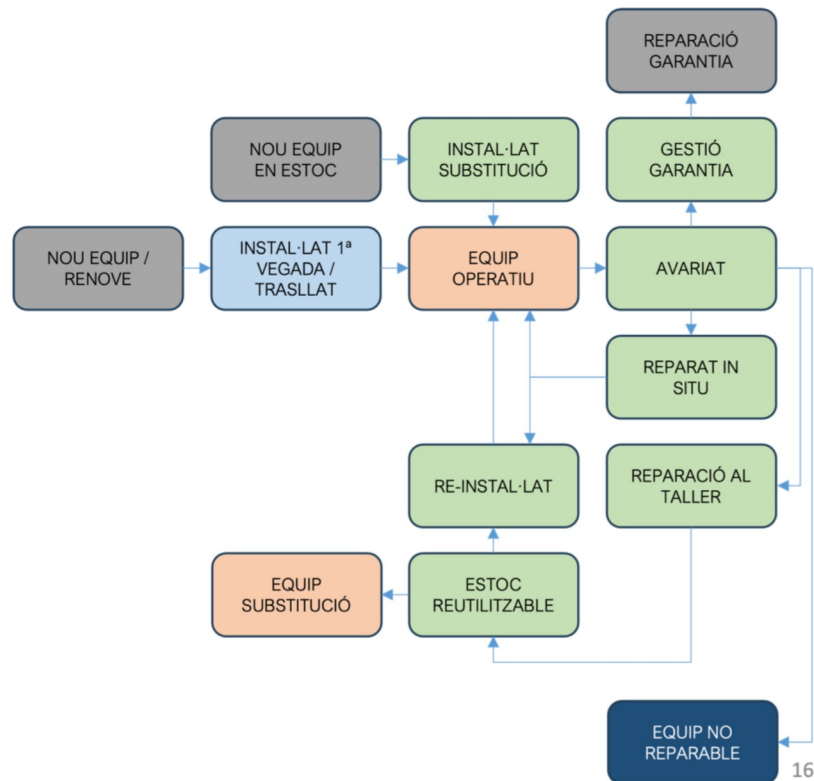 REPARACIÓ
GARANTIA
NOU EQUIP
EN ESTOC
INSTAL·LAT
SUBSTITUCIÓ
GESTIÓ
GARANTIA
NOU EQUIP /
RENOVE
INSTAL·LAT 1ª
VEGADA /
TRASLLAT
EQUIP
OPERATIU
AVARIAT
REPARAT IN
SITU
RE-INSTAL·LAT
REPARACIÓ AL
TALLER
EQUIP
SUBSTITUCIÓ
ESTOC
REUTILITZABLE
EQUIP NO
REPARABLE
16